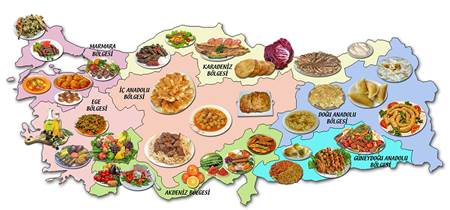 MARMARA
BÖLGESİ
KARADENİZ
BÖLGESİ
İÇ ANADOLU
BÖLGESİ
EGE
BÖLGESİ
DOĞU ANADOLU
BÖLGESİ
GÜNEYDOĞU ANADOLU
BÖLGESİ
AKDENİZ BÖLGESİ